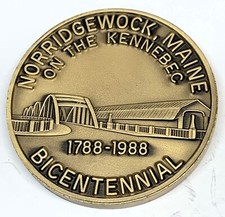 NORRIDGEWOCK, MAINE
ON THE KENNEBEC
1788-1988
BICENTENNIAL